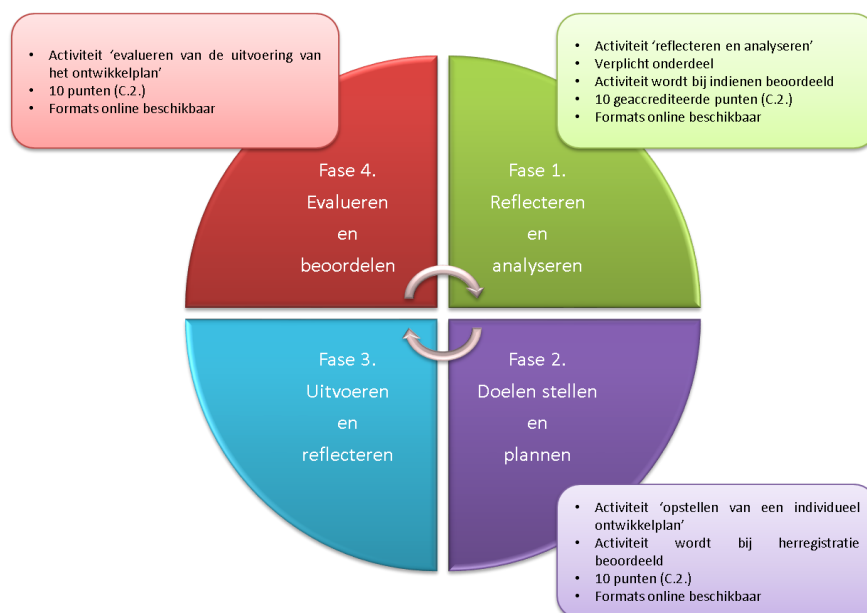 • Activiteit ‘evalueren van de uitvoering van
het ontwikkelplan’
• 10 punten (C.2.)
• Formats online beschikbaar
• Activiteit ‘reflecteren en analyseren’
• Verplicht onderdeel
• Activiteit wordt bij indienen beoordeeld
• 10 geaccrediteerde punten (C.2.)
• Formats online beschikbaar
Fase 4.
Evalueren
en
beoordelen
Fase 1.
Reflecteren
en
analyseren
Fase 3.
Uitvoeren
en
reflecteren
Fase 2.
Doelen stellen
en
plannen
• Activiteit ‘opstellen van een individueel
ontwikkelplan’
• Activiteit wordt bij herregistratie
beoordeeld
• 10 punten (C.2.)
• Formats online beschikbaar